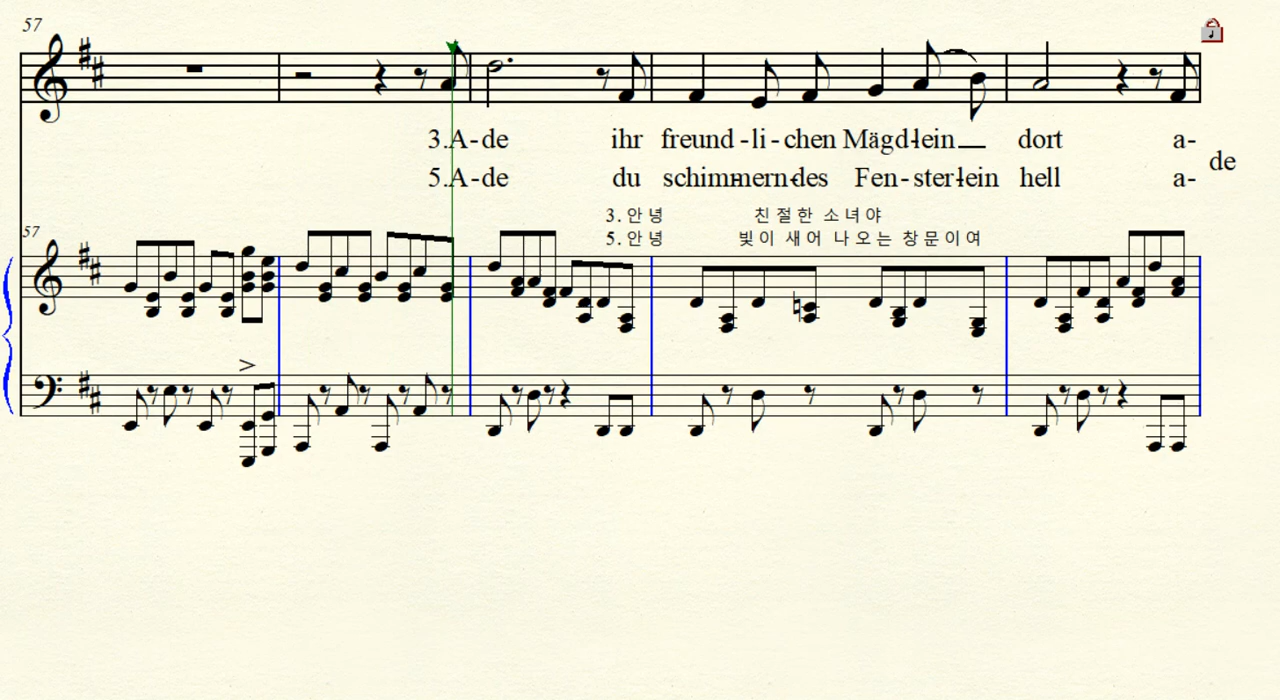 57
3.A-de ihr freund-li-chen Mägd-lein dort a-
de
5.A-de du schimmern-des Fen-ster-lein hell a-
3. 안 녕 친 절 한 소 녀 야
57
5. 안 녕 빛 이 새 어 나 오 는 창 문 이 여